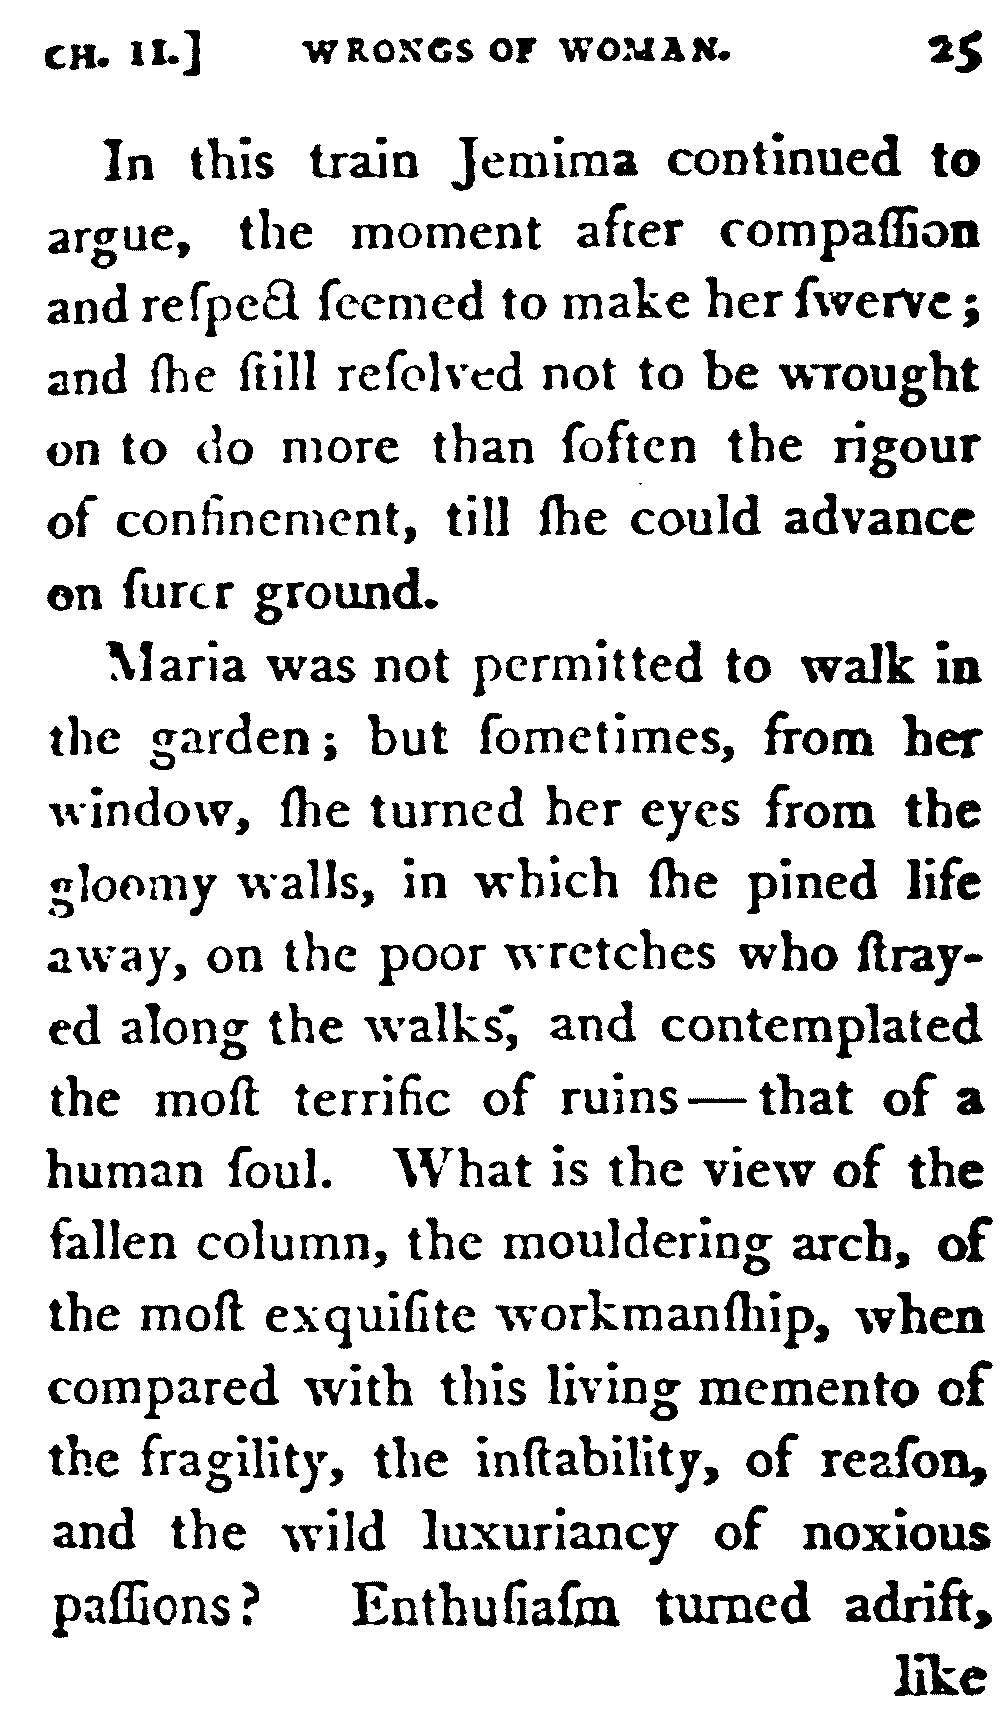 CH. II.] WRONGS OF WOMAN. 25
In this train Jemima continued to
argue, the moment after compaſſion
and reſpect ſeemed to make her ſwerve;
and ſhe ſtill reſolved not to be wrought
on to do more than ſoften the rigour
of confinement, till ſhe could advance
on ſurer ground.
Maria was not permitted to walk in
the garden; but ſometimes, from her
window, ſhe turned her eyes from the
gloomy walls, in which ſhe pined life
away, on the poor wretches who ſtray-
ed along the walks, and contemplated
the moſt terrific of ruins—that of a
human ſoul. What is the view of the
fallen column, the mouldering arch, of
the moſt exquiſite workmanſhip, when
compared with this living memento of
the fragility, the inſtability, of reaſon,
and the wild luxuriancy of noxious
paſſions? Enthuſiaſm turned adrift,
like